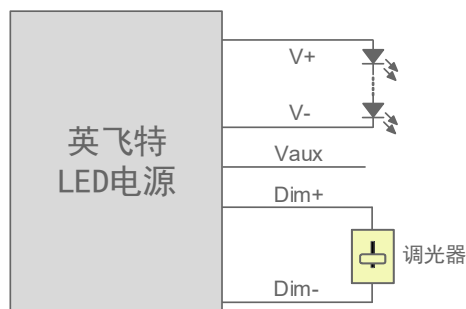 英飞特
LED电源
V+
V-
Vaux
Dim+
调光器
Dim-